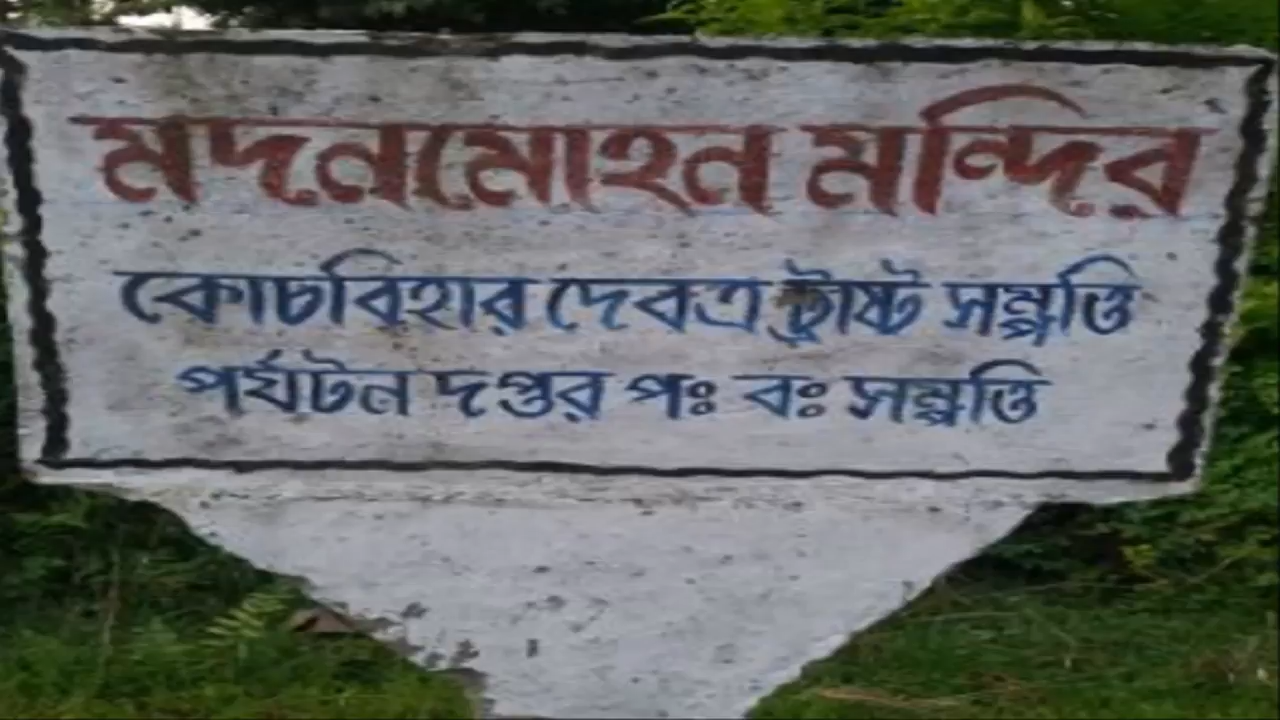 মদনমোহন মন্দির
কোচবিহার দেবত্র ট্রাষ্ট সম্পত্তি
পর্যটন দপ্তর পঃ বঃ সম্পত্তি